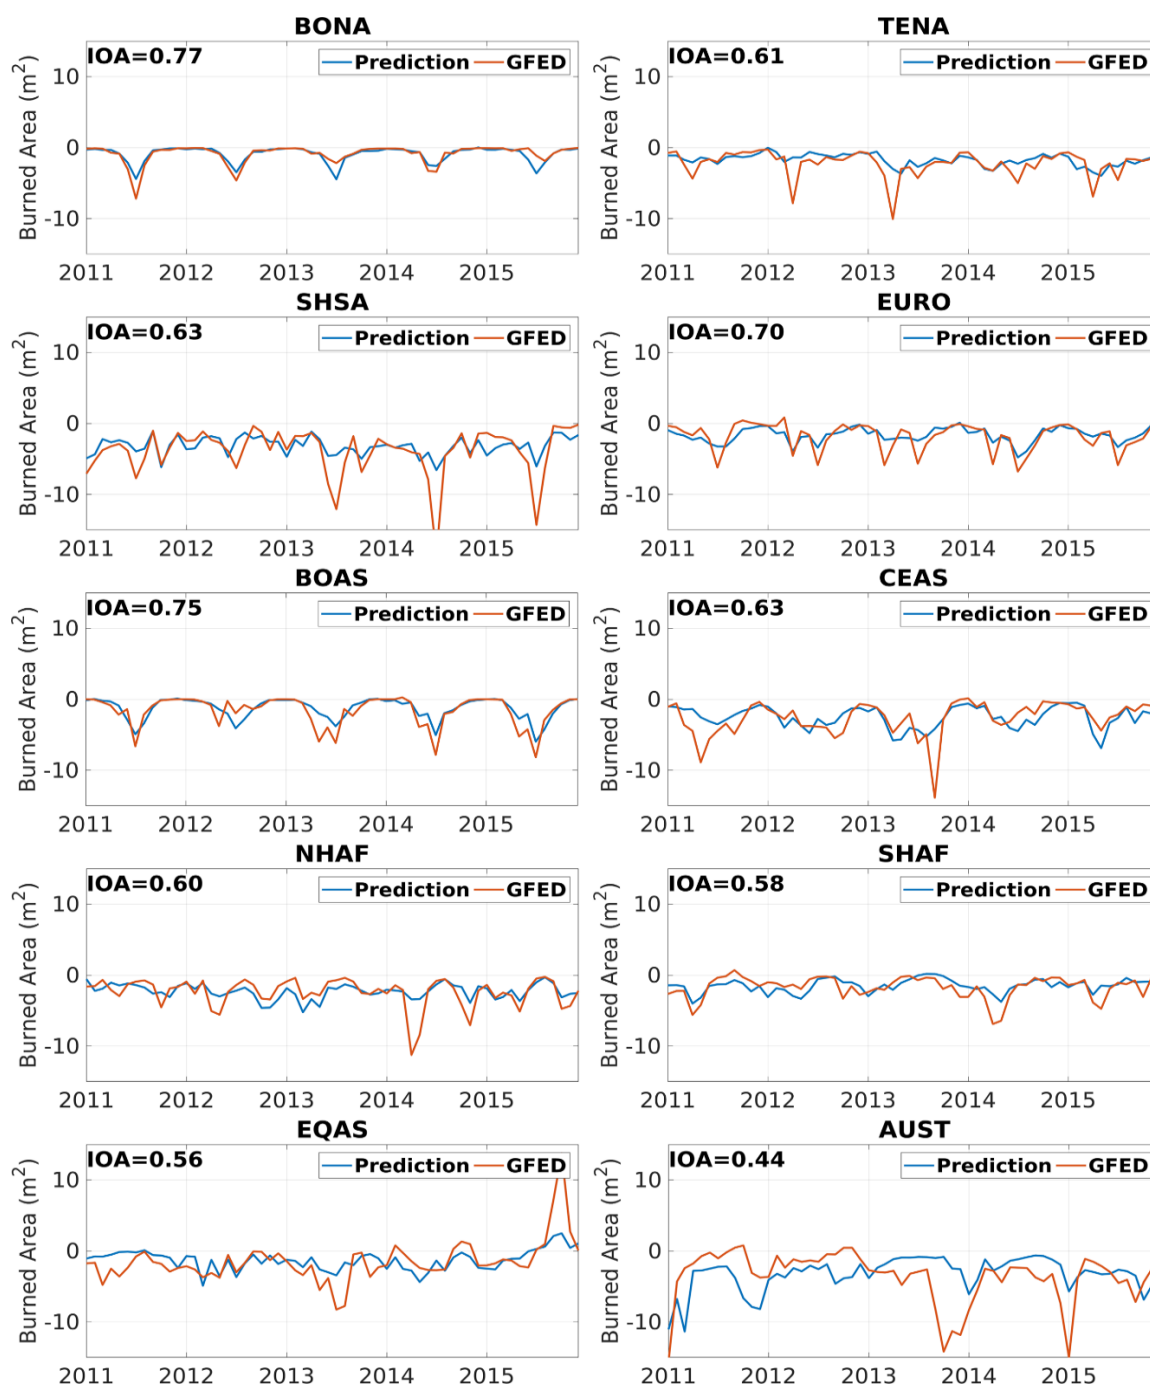 BONA
IOA=0.77
Prediction GFED
Burned Area (m²)
10
0
-10
2011 2012 2013 2014 2015
TENA
IOA=0.61
Prediction GFED
Burned Area (m²)
10
0
-10
2011 2012 2013 2014 2015
SHSA
IOA=0.63
Prediction GFED
Burned Area (m²)
10
0
-10
2011 2012 2013 2014 2015
EURO
IOA=0.70
Prediction GFED
Burned Area (m²)
10
0
-10
2011 2012 2013 2014 2015
BOAS
IOA=0.75
Prediction GFED
Burned Area (m²)
10
0
-10
2011 2012 2013 2014 2015
CEAS
IOA=0.63
Prediction GFED
Burned Area (m²)
10
0
-10
2011 2012 2013 2014 2015
NHAF
IOA=0.60
Prediction GFED
Burned Area (m²)
10
0
-10
2011 2012 2013 2014 2015
SHAF
IOA=0.58
Prediction GFED
Burned Area (m²)
10
0
-10
2011 2012 2013 2014 2015
EQAS
IOA=0.56
Prediction GFED
Burned Area (m²)
10
0
-10
2011 2012 2013 2014 2015
AUST
IOA=0.44
Prediction GFED
Burned Area (m²)
10
0
-10
2011 2012 2013 2014 2015